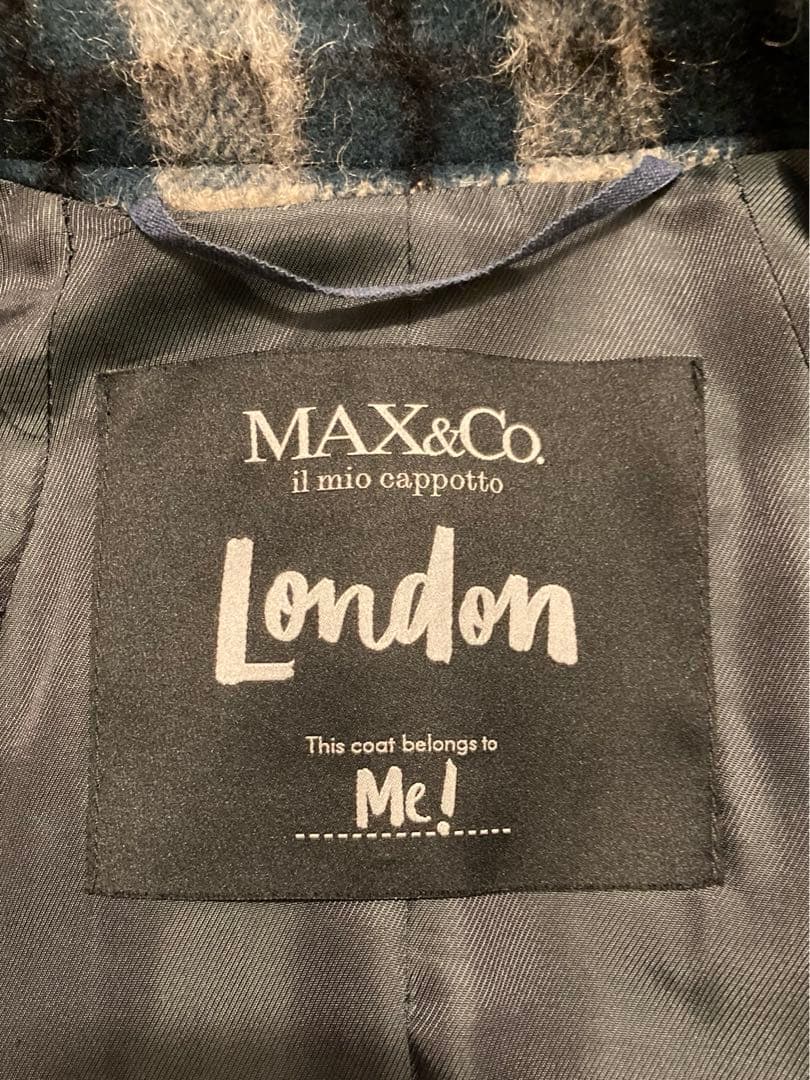 MAX&Co.
il mio cappotto
London
This coat belongs to
Me!